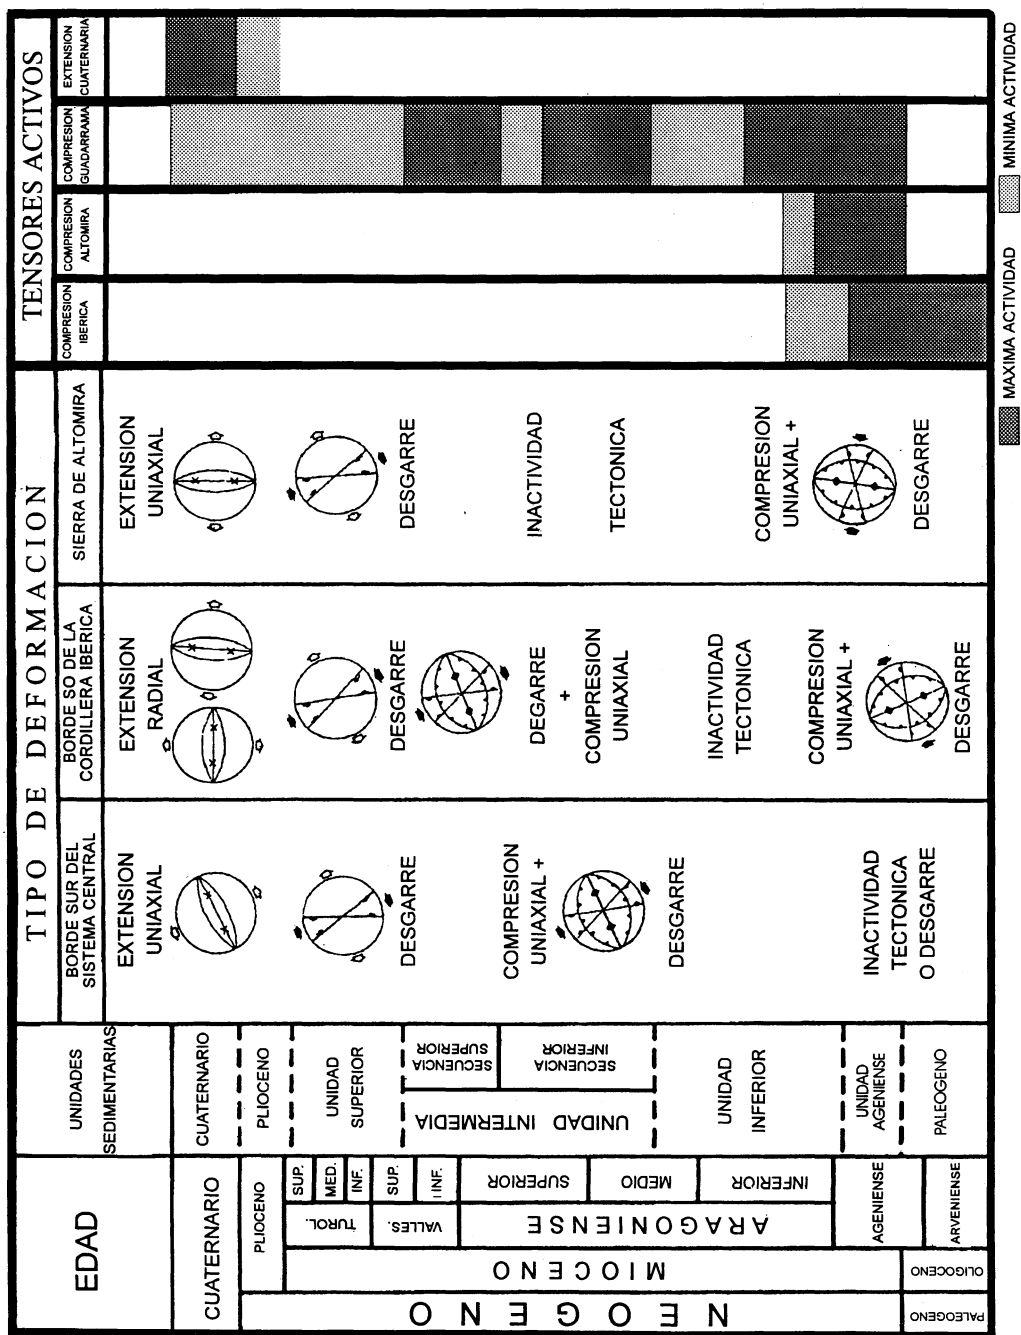 EDAD
UNIDADES
SEDIMENTARIAS
TIPO DE DEFORMACION
BORDE SUR DEL
SISTEMA CENTRAL
BORDE SO DE LA
CORDILLERA IBERICA
SIERRA DE ALTOMIRA
TENSORES ACTIVOS
COMPRESION
IBERICA
COMPRESION
ALTOMIRA
COMPRESION
GUADARRAMA
EXTENSION
CUATERNARIA
CUATERNARIO
NEOGENO
PALEOGENO
PLIOCENO
MIOCENO
OLIGOCENO
TUROL.
VALLES.
ARAGONIENSE
AGENIENSE
ARVENIENSE
SUP.
MED.
INF.
SUP.
INF.
SUPERIOR
MEDIO
INFERIOR
CUATERNARIO
PLIOCENO
UNIDAD
SUPERIOR
UNIDAD INTERMEDIA
SECUENCIA
SUPERIOR
SECUENCIA
INFERIOR
UNIDAD
INFERIOR
UNIDAD
AGENIENSE
PALEOGENO
EXTENSION
UNIAXIAL
DESGARRE
COMPRESION
UNIAXIAL +
DESGARRE
INACTIVIDAD
TECTONICA
O DESGARRE
EXTENSION
RADIAL
DESGARRE
DEGARRE
+
COMPRESION
UNIAXIAL
INACTIVIDAD
TECTONICA
COMPRESION
UNIAXIAL +
DESGARRE
EXTENSION
UNIAXIAL
DESGARRE
INACTIVIDAD
TECTONICA
COMPRESION
UNIAXIAL +
DESGARRE
MAXIMA ACTIVIDAD
MINIMA ACTIVIDAD